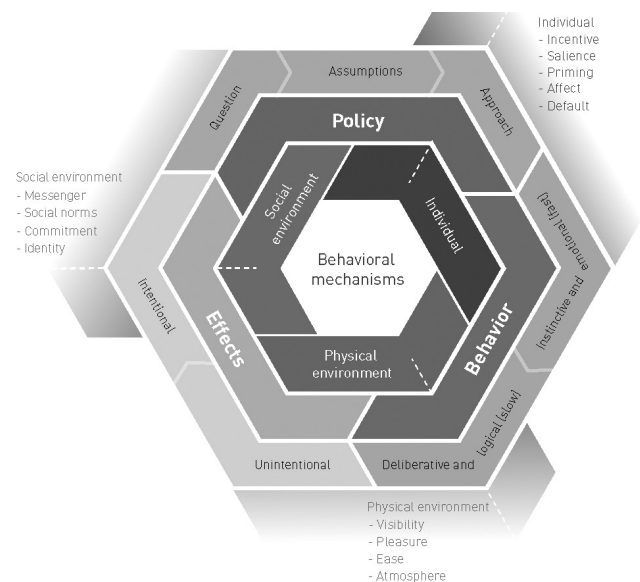 Individual
- Incentive
- Salience
- Priming
- Affect
- Default
Question
Assumptions
Approach
Policy
Social environment
- Messenger
- Social norms
- Commitment
- Identity
Social
environment
Individual
Behavioral
mechanisms
Physical
environment
Effects
Behavior
Intentional
Unintentional
Instinctive and
emotional (fast)
Deliberative and
logical (slow)
Physical environment
- Visibility
- Pleasure
- Ease
- Atmosphere